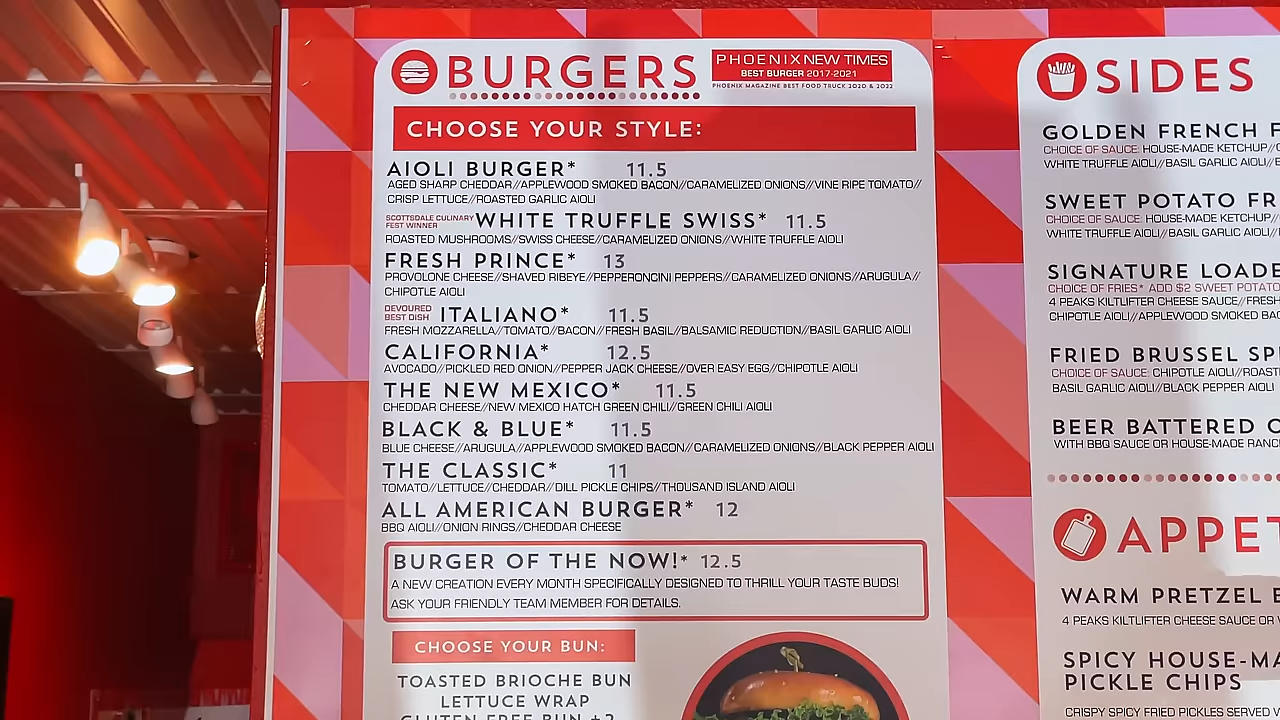 BURGERS
PHOENIX NEW TIMES
BEST BURGER 2017-2021
PHOENIX MAGAZINE BEST FOOD TRUCK 2020 & 2022
CHOOSE YOUR STYLE:
AIOLI BURGER* 11.5
AGED SHARP CHEDDAR//APPLEWOOD SMOKED BACON//CARAMELIZED ONIONS//VINE RIPE TOMATO//
CRISP LETTUCE//ROASTED GARLIC AIOLI
SCOTTSDALE CULINARY
FEST WINNER
WHITE TRUFFLE SWISS* 11.5
ROASTED MUSHROOMS//SWISS CHEESE//CARAMELIZED ONIONS//WHITE TRUFFLE AIOLI
FRESH PRINCE* 13
PROVOLONE CHEESE//SHAVED RIBEYE//PEPPERONCINI PEPPERS//CARAMELIZED ONIONS//ARUGULA//
CHIPOTLE AIOLI
DEVOURED
BEST DISH
ITALIANO* 11.5
FRESH MOZZARELLA//TOMATO//BACON//FRESH BASIL//BALSAMIC REDUCTION//BASIL GARLIC AIOLI
CALIFORNIA* 12.5
AVOCADO//PICKLED RED ONION//PEPPER JACK CHEESE//OVER EASY EGG//CHIPOTLE AIOLI
THE NEW MEXICO* 11.5
CHEDDAR CHEESE//NEW MEXICO HATCH GREEN CHILI//GREEN CHILI AIOLI
BLACK & BLUE* 11.5
BLUE CHEESE//ARUGULA//APPLEWOOD SMOKED BACON//CARAMELIZED ONIONS//BLACK PEPPER AIOLI
THE CLASSIC* 11
TOMATO//LETTUCE//CHEDDAR//DILL PICKLE CHIPS//THOUSAND ISLAND AIOLI
ALL AMERICAN BURGER* 12
BBQ AIOLI//ONION RINGS//CHEDDAR CHEESE
BURGER OF THE NOW!* 12.5
A NEW CREATION EVERY MONTH SPECIFICALLY DESIGNED TO THRILL YOUR TASTE BUDS!
ASK YOUR FRIENDLY TEAM MEMBER FOR DETAILS.
CHOOSE YOUR BUN:
TOASTED BRIOCHE BUN
LETTUCE WRAP
GLUTEN FREE BUN +2
SIDES
GOLDEN FRENCH F
CHOICE OF SAUCE: HOUSE-MADE KETCHUP//
WHITE TRUFFLE AIOLI//BASIL GARLIC AIOLI//
SWEET POTATO FR
CHOICE OF SAUCE: HOUSE-MADE KETCHUP//
WHITE TRUFFLE AIOLI//BASIL GARLIC AIOLI//
SIGNATURE LOADE
CHOICE OF FRIES* ADD $2 SWEET POTATO
4 PEAKS KILTLIFTER CHEESE SAUCE//FRESH
CHIPOTLE AIOLI//APPLEWOOD SMOKED BAC
FRIED BRUSSEL SP
CHOICE OF SAUCE: CHIPOTLE AIOLI//ROAST
BASIL GARLIC AIOLI//BLACK PEPPER AIOLI
BEER BATTERED O
WITH BBQ SAUCE OR HOUSE-MADE RANC
APPET
WARM PRETZEL B
4 PEAKS KILTLIFTER CHEESE SAUCE OR
SPICY HOUSE-MA
PICKLE CHIPS
CRISPY SPICY FRIED PICKLES SERVED W